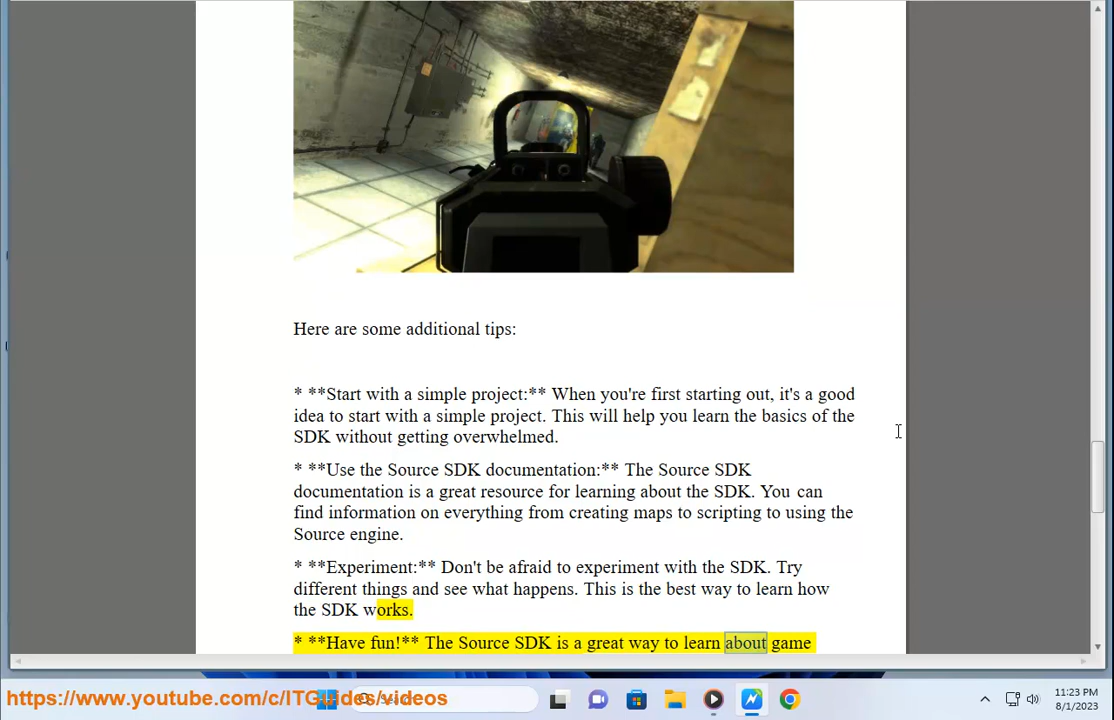 Here are some additional tips:
* **Start with a simple project:** When you're first starting out, it's a good
idea to start with a simple project. This will help you learn the basics of the
SDK without getting overwhelmed.
* **Use the Source SDK documentation:** The Source SDK
documentation is a great resource for learning about the SDK. You can
find information on everything from creating maps to scripting to using the
Source engine.
* **Experiment:** Don't be afraid to experiment with the SDK. Try
different things and see what happens. This is the best way to learn how
the SDK works.
* **Have fun!** The Source SDK is a great way to learn about game
https://www.youtube.com/c/ITGuides/videos
11:23 PM
8/1/2023